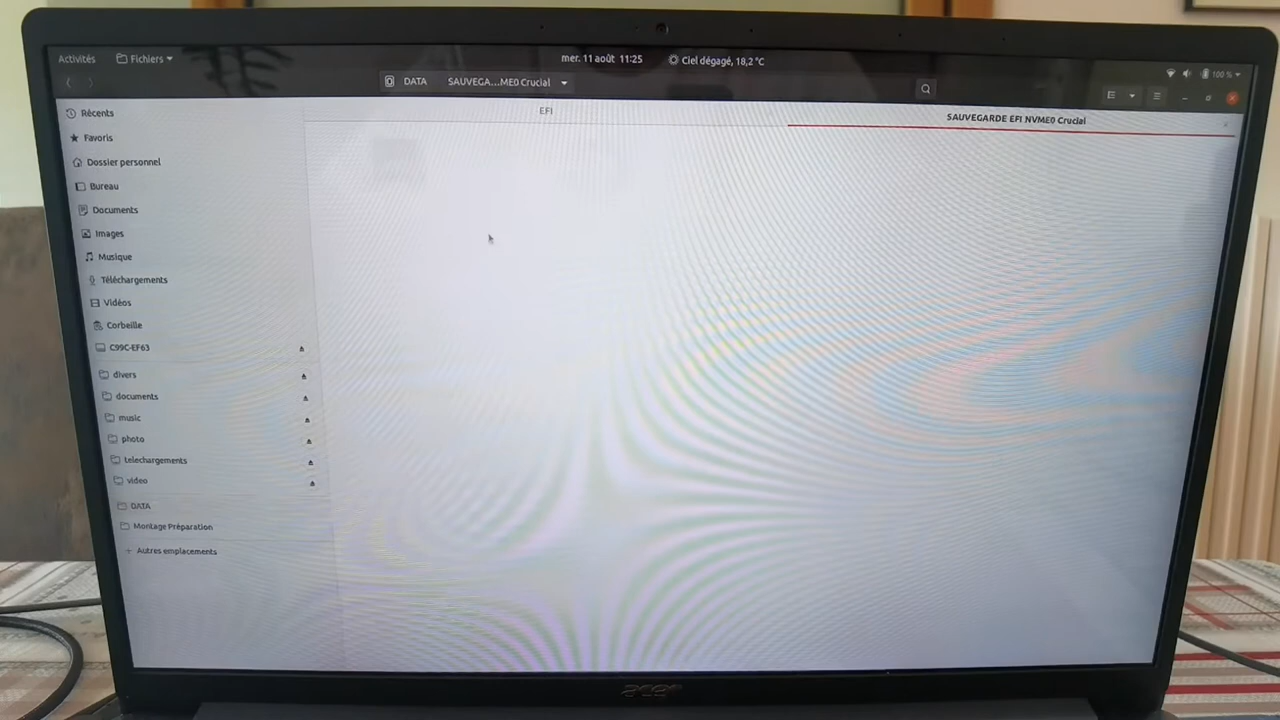 Activités Fichiers mer. 11 août 11:25 Ciel dégagé, 18,2 °C 100 %
DATA SAUVEGA...ME0 Crucial
EFI SAUVEGARDE EFI NVME0 Crucial
Récents
Favoris
Dossier personnel
Bureau
Documents
Images
Musique
Téléchargements
Vidéos
Corbeille
C99C-EF63
divers
documents
music
photo
telechargements
video
DATA
Montage Préparation
+ Autres emplacements
acer